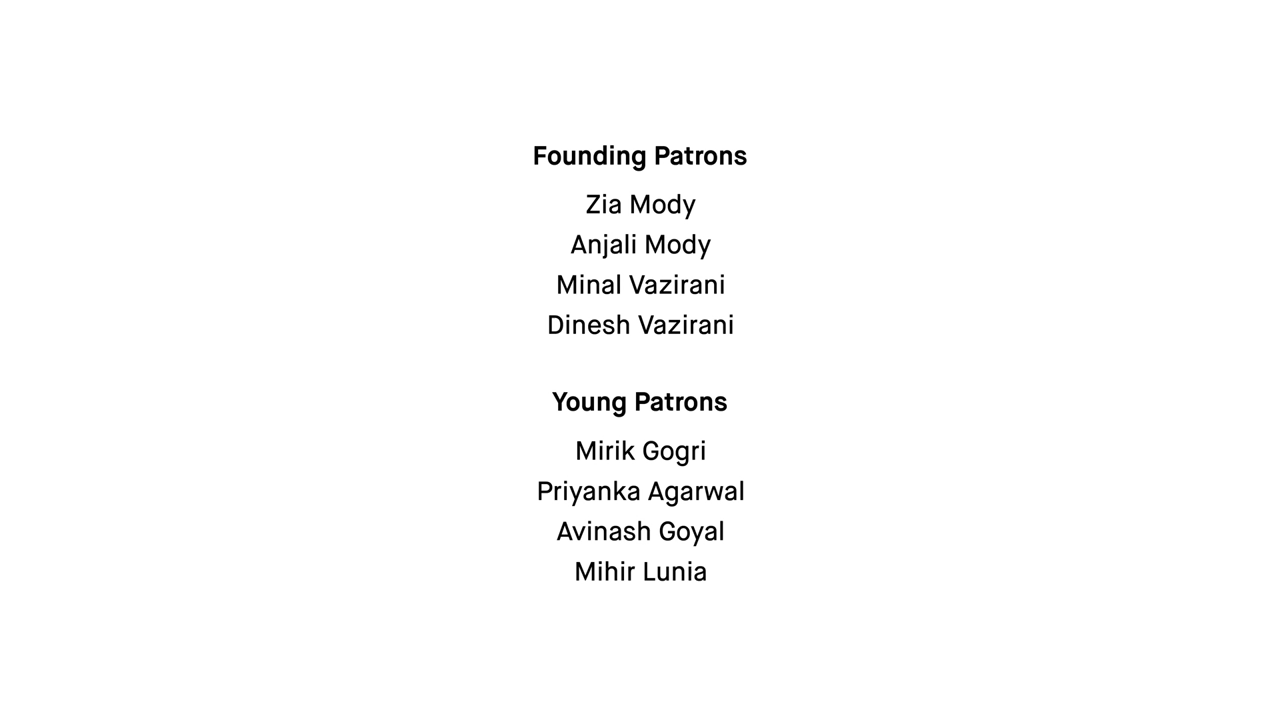 Founding Patrons
Zia Mody
Anjali Mody
Minal Vazirani
Dinesh Vazirani
Young Patrons
Mirik Gogri
Priyanka Agarwal
Avinash Goyal
Mihir Lunia